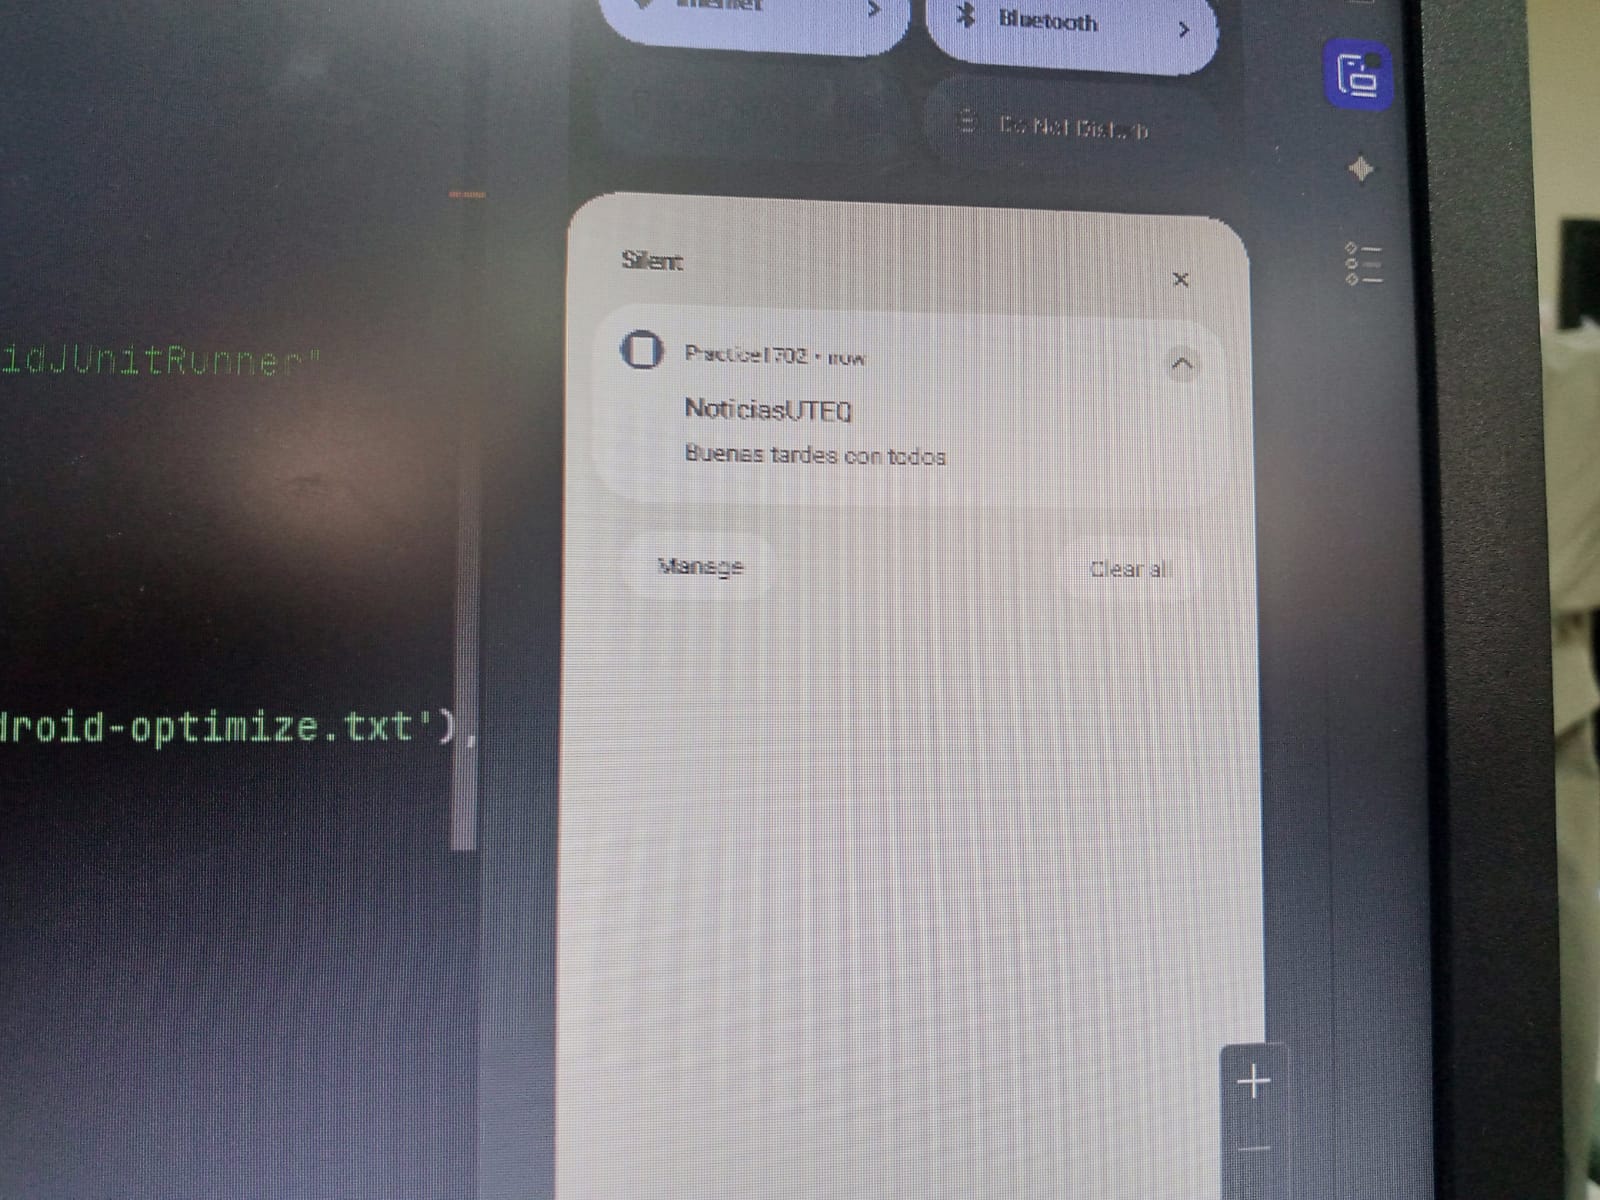 Internet
Bluetooth
Do Not Disturb
Silent
idJUnitRunner"
Practice1702 • now
NoticiasUTEQ
Buenas tardes con todos
Manage
Clear all
droid-optimize.txt'),